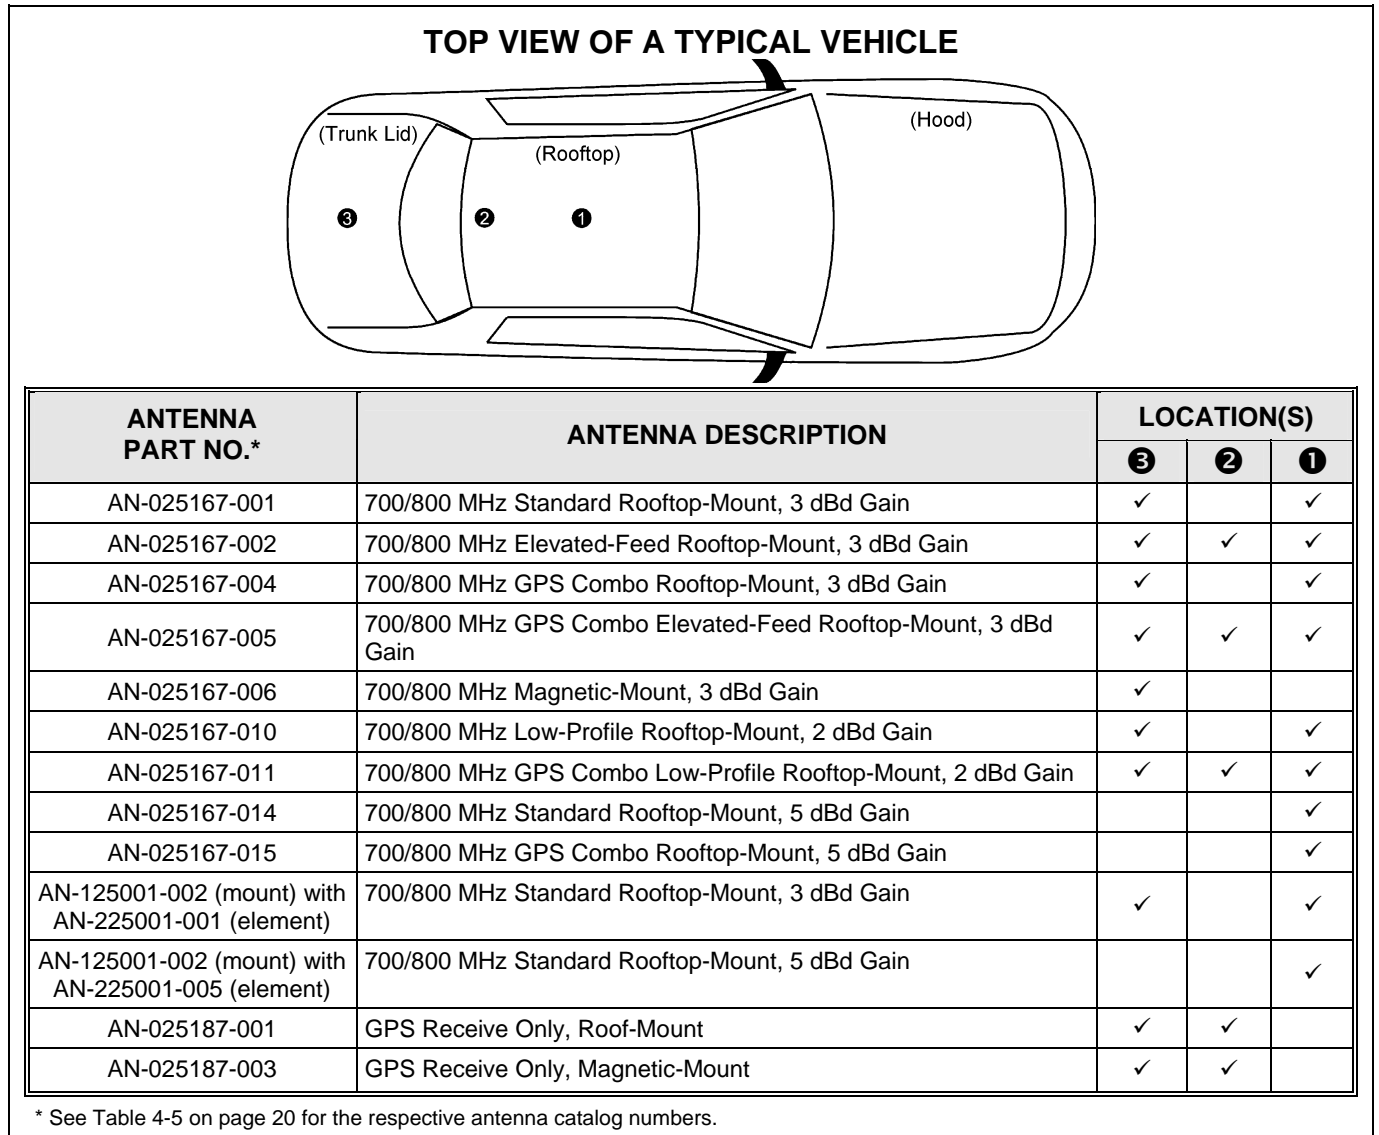 TOP VIEW OF A TYPICAL VEHICLE
(Trunk Lid)
(Rooftop)
(Hood)
❸ ❷ ❶
ANTENNA
PART NO.*
ANTENNA DESCRIPTION
LOCATION(S)
❸ ❷ ❶
AN-025167-001 700/800 MHz Standard Rooftop-Mount, 3 dBd Gain ✓ ✓
AN-025167-002 700/800 MHz Elevated-Feed Rooftop-Mount, 3 dBd Gain ✓ ✓ ✓
AN-025167-004 700/800 MHz GPS Combo Rooftop-Mount, 3 dBd Gain ✓ ✓
AN-025167-005 700/800 MHz GPS Combo Elevated-Feed Rooftop-Mount, 3 dBd
Gain ✓ ✓ ✓
AN-025167-006 700/800 MHz Magnetic-Mount, 3 dBd Gain ✓
AN-025167-010 700/800 MHz Low-Profile Rooftop-Mount, 2 dBd Gain ✓ ✓
AN-025167-011 700/800 MHz GPS Combo Low-Profile Rooftop-Mount, 2 dBd Gain ✓ ✓ ✓
AN-025167-014 700/800 MHz Standard Rooftop-Mount, 5 dBd Gain ✓
AN-025167-015 700/800 MHz GPS Combo Rooftop-Mount, 5 dBd Gain ✓
AN-125001-002 (mount) with
AN-225001-001 (element)
700/800 MHz Standard Rooftop-Mount, 3 dBd Gain ✓ ✓
AN-125001-002 (mount) with
AN-225001-005 (element)
700/800 MHz Standard Rooftop-Mount, 5 dBd Gain ✓
AN-025187-001 GPS Receive Only, Roof-Mount ✓ ✓
AN-025187-003 GPS Receive Only, Magnetic-Mount ✓ ✓
* See Table 4-5 on page 20 for the respective antenna catalog numbers.